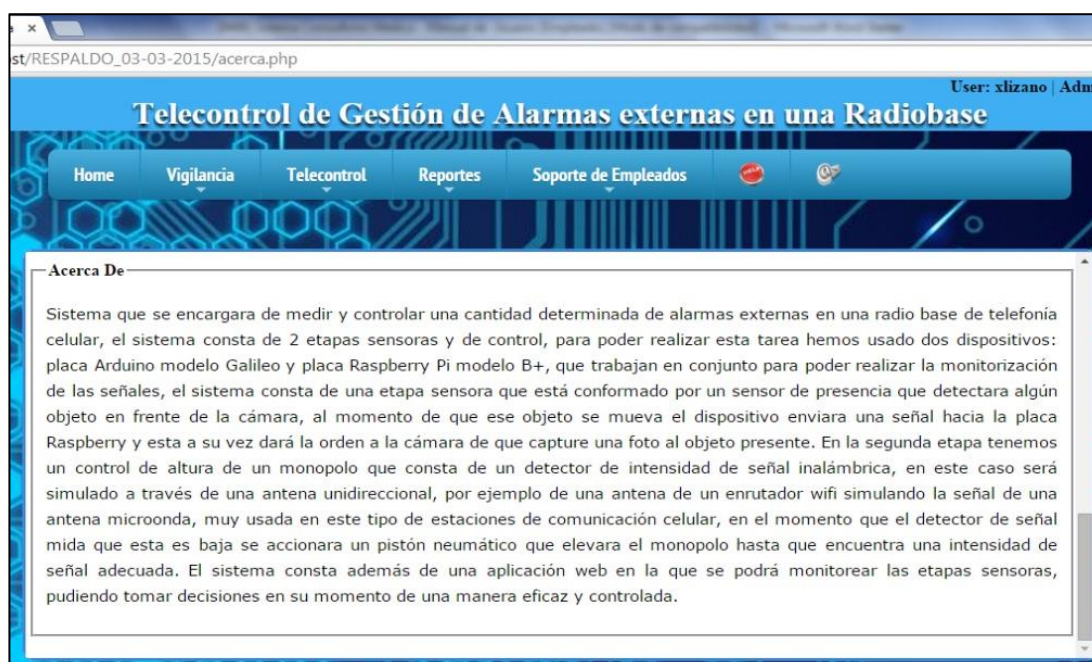 st/RESPALDO_03-03-2015/acerca.php
User: xlizano |
Telecontrol de Gestión de Alarmas externas en una Radiobase
Home Vigilancia Telecontrol Reportes Soporte de Empleados HELP
Acerca De
Sistema que se encargara de medir y controlar una cantidad determinada de alarmas externas en una radio base de telefonía
celular, el sistema consta de 2 etapas sensoras y de control, para poder realizar esta tarea hemos usado dos dispositivos:
placa Arduino modelo Galileo y placa Raspberry Pi modelo B+, que trabajan en conjunto para poder realizar la monitorización
de las señales, el sistema consta de una etapa sensora que está conformado por un sensor de presencia que detectara algún
objeto en frente de la cámara, al momento de que ese objeto se mueva el dispositivo enviara una señal hacia la placa
Raspberry y esta a su vez dará la orden a la cámara de que capture una foto al objeto presente. En la segunda etapa tenemos
un control de altura de un monopolo que consta de un detector de intensidad de señal inalámbrica, en este caso será
simulado a través de una antena unidireccional, por ejemplo de una antena de un enrutador wifi simulando la señal de una
antena microonda, muy usada en este tipo de estaciones de comunicación celular, en el momento que el detector de señal
mida que esta es baja se accionara un pistón neumático que elevara el monopolo hasta que encuentra una intensidad de
señal adecuada. El sistema consta además de una aplicación web en la que se podrá monitorear las etapas sensoras,
pudiendo tomar decisiones en su momento de una manera eficaz y controlada.